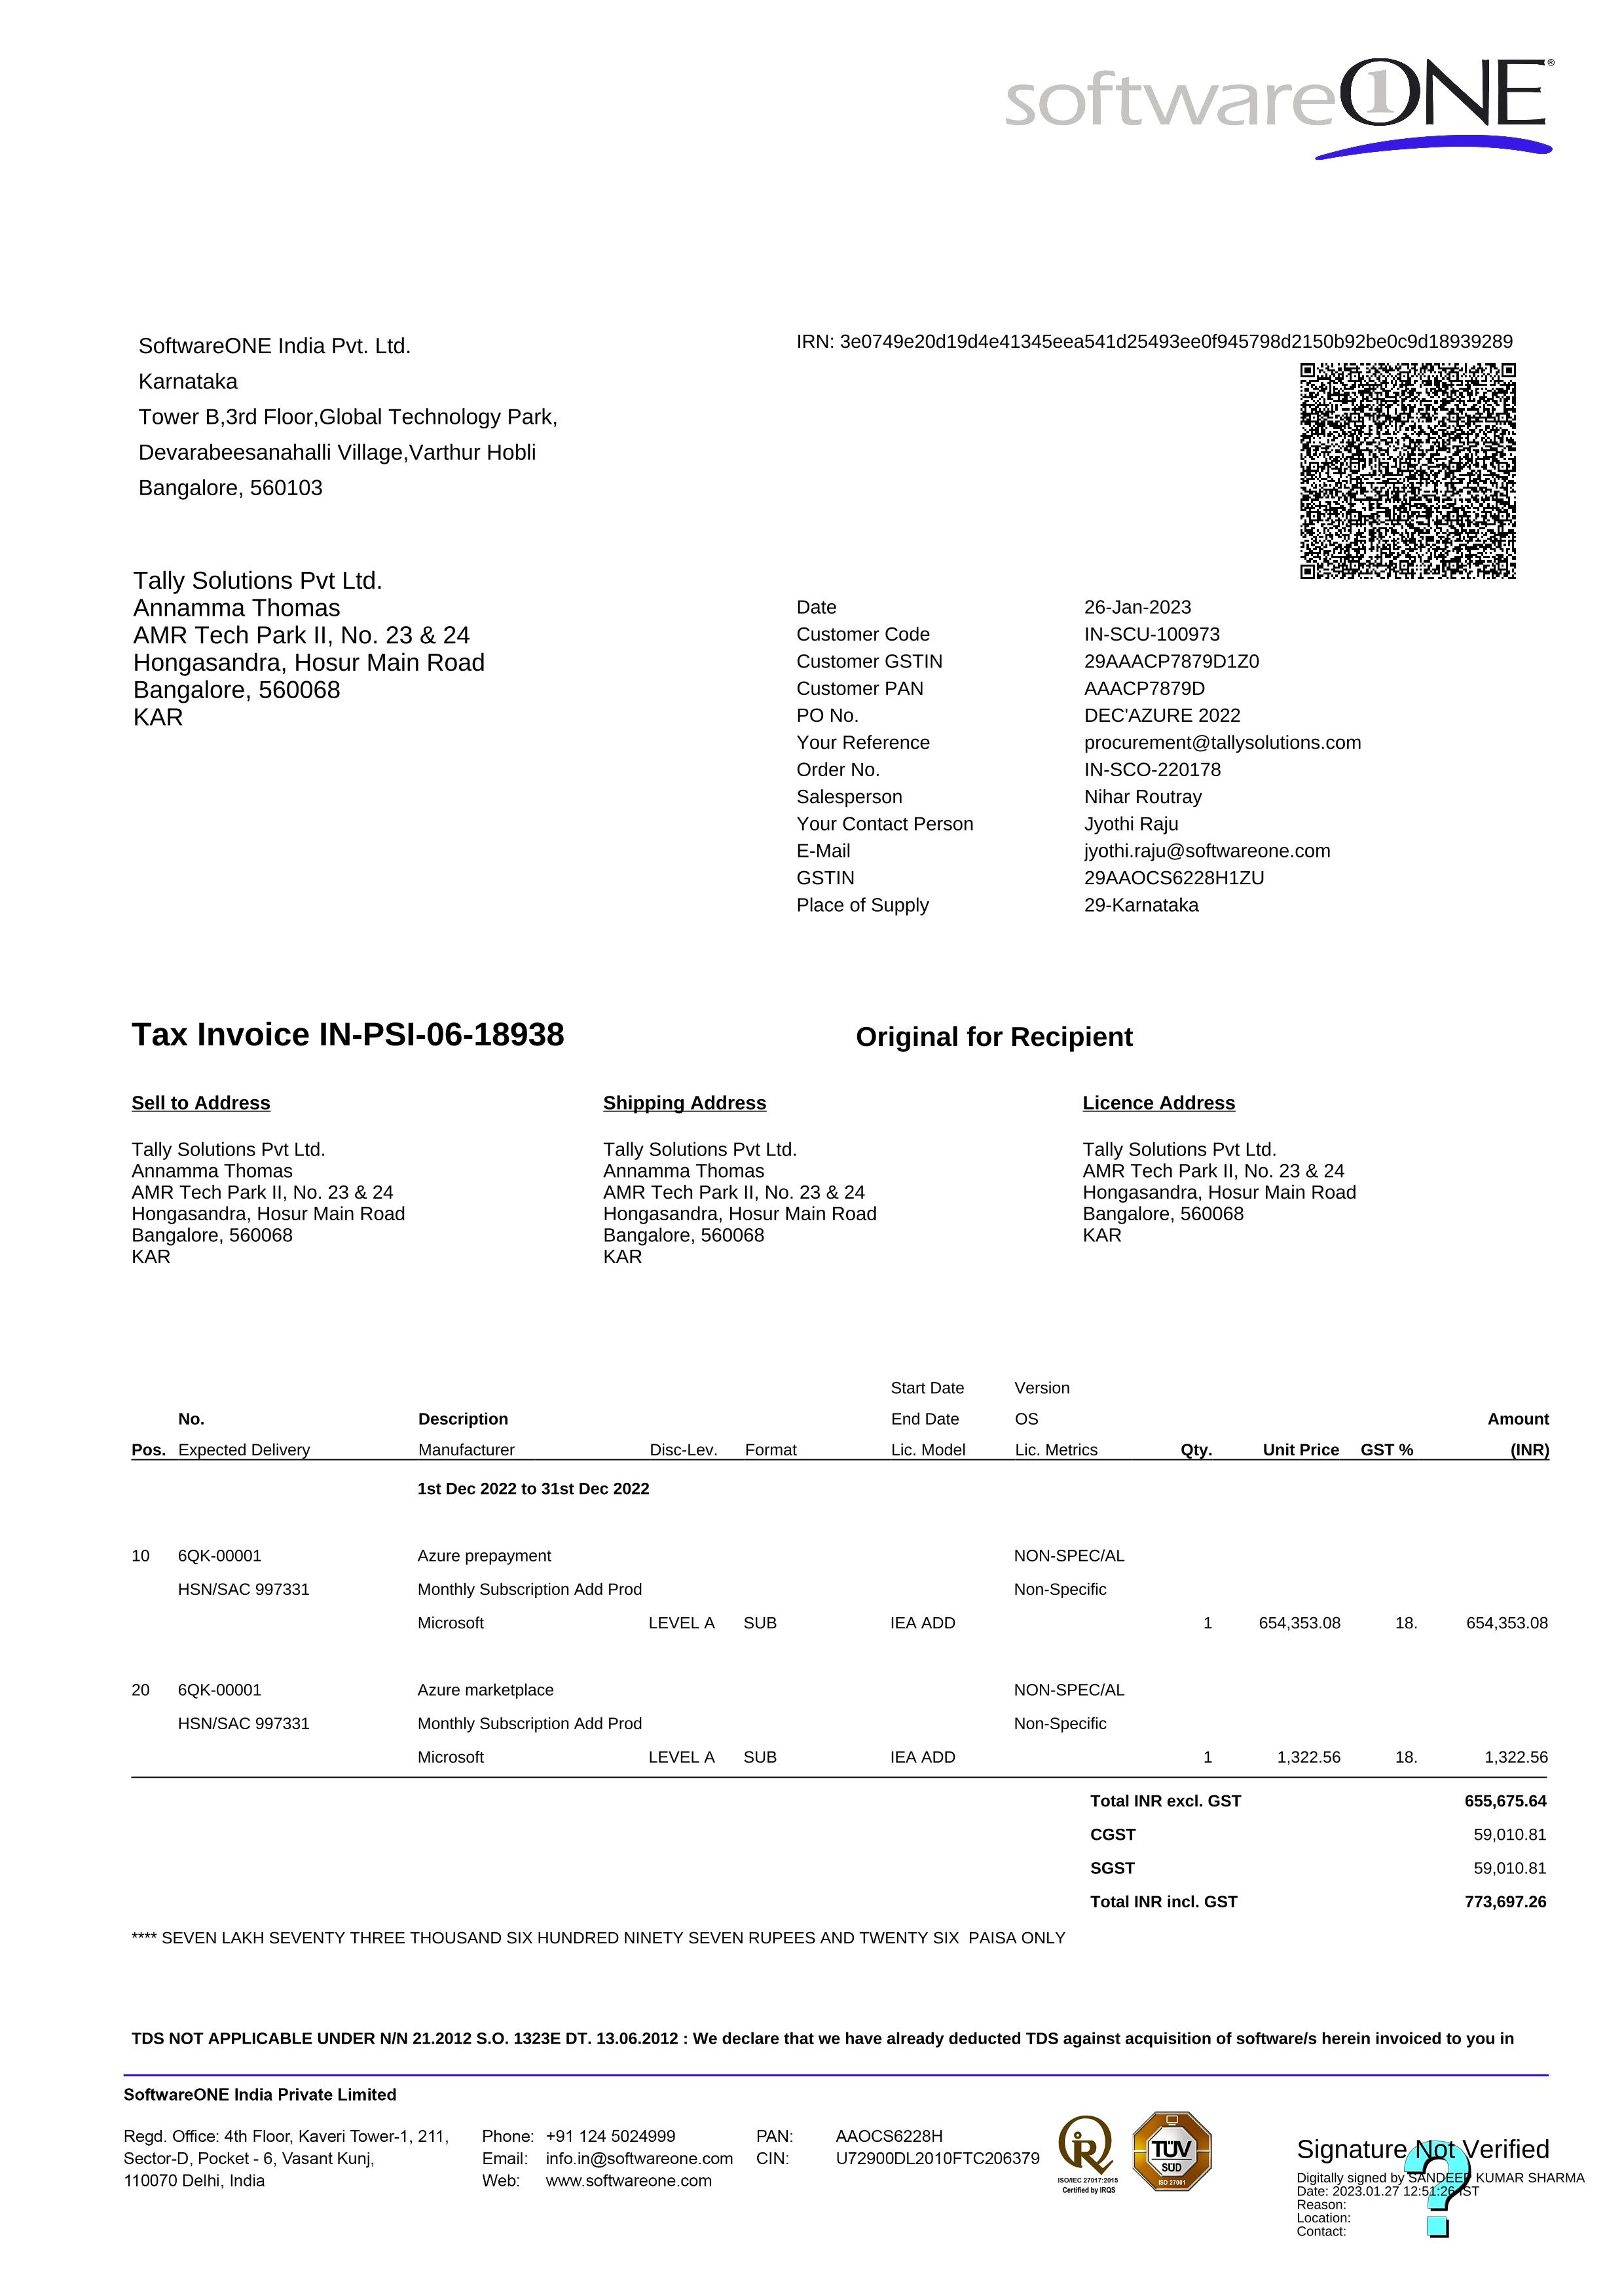 softwareONE®
SoftwareONE India Pvt. Ltd.
Karnataka
Tower B,3rd Floor,Global Technology Park,
Devarabeesanahalli Village,Varthur Hobli
Bangalore, 560103
IRN: 3e0749e20d19d4e41345eea541d25493ee0f945798d2150b92be0c9d18939289
Tally Solutions Pvt Ltd.
Annamma Thomas
AMR Tech Park II, No. 23 & 24
Hongasandra, Hosur Main Road
Bangalore, 560068
KAR
Date 26-Jan-2023
Customer Code IN-SCU-100973
Customer GSTIN 29AAACP7879D1Z0
Customer PAN AAACP7879D
PO No. DEC'AZURE 2022
Your Reference procurement@tallysolutions.com
Order No. IN-SCO-220178
Salesperson Nihar Routray
Your Contact Person Jyothi Raju
E-Mail jyothi.raju@softwareone.com
GSTIN 29AAOCS6228H1ZU
Place of Supply 29-Karnataka
Tax Invoice IN-PSI-06-18938 Original for Recipient
Sell to Address Shipping Address Licence Address
Tally Solutions Pvt Ltd. Tally Solutions Pvt Ltd. Tally Solutions Pvt Ltd.
Annamma Thomas Annamma Thomas AMR Tech Park II, No. 23 & 24
AMR Tech Park II, No. 23 & 24 AMR Tech Park II, No. 23 & 24 Hongasandra, Hosur Main Road
Hongasandra, Hosur Main Road Hongasandra, Hosur Main Road Bangalore, 560068
Bangalore, 560068 Bangalore, 560068 KAR
KAR KAR
Start Date Version
No. Description End Date OS Amount
Pos. Expected Delivery Manufacturer Disc-Lev. Format Lic. Model Lic. Metrics Qty. Unit Price GST % (INR)
1st Dec 2022 to 31st Dec 2022
10 6QK-00001 Azure prepayment NON-SPEC/AL
HSN/SAC 997331 Monthly Subscription Add Prod Non-Specific
Microsoft LEVEL A SUB IEA ADD 1 654,353.08 18. 654,353.08
20 6QK-00001 Azure marketplace NON-SPEC/AL
HSN/SAC 997331 Monthly Subscription Add Prod Non-Specific
Microsoft LEVEL A SUB IEA ADD 1 1,322.56 18. 1,322.56
Total INR excl. GST 655,675.64
CGST 59,010.81
SGST 59,010.81
Total INR incl. GST 773,697.26
**** SEVEN LAKH SEVENTY THREE THOUSAND SIX HUNDRED NINETY SEVEN RUPEES AND TWENTY SIX PAISA ONLY
TDS NOT APPLICABLE UNDER N/N 21.2012 S.O. 1323E DT. 13.06.2012 : We declare that we have already deducted TDS against acquisition of software/s herein invoiced to you in
SoftwareONE India Private Limited
Regd. Office: 4th Floor, Kaveri Tower-1, 211, Phone: +91 124 5024999 PAN: AAOCS6228H
Sector-D, Pocket - 6, Vasant Kunj, Email: info.in@softwareone.com CIN: U72900DL2010FTC206379
110070 Delhi, India Web: www.softwareone.com
iR
ISO/IEC 27017:2015
Certified by IRQS
TÜV
SÜD
ISO 27001
Signature Not Verified
Digitally signed by SANDEEP KUMAR SHARMA
Date: 2023.01.27 12:51:26 IST
Reason:
Location:
Contact: